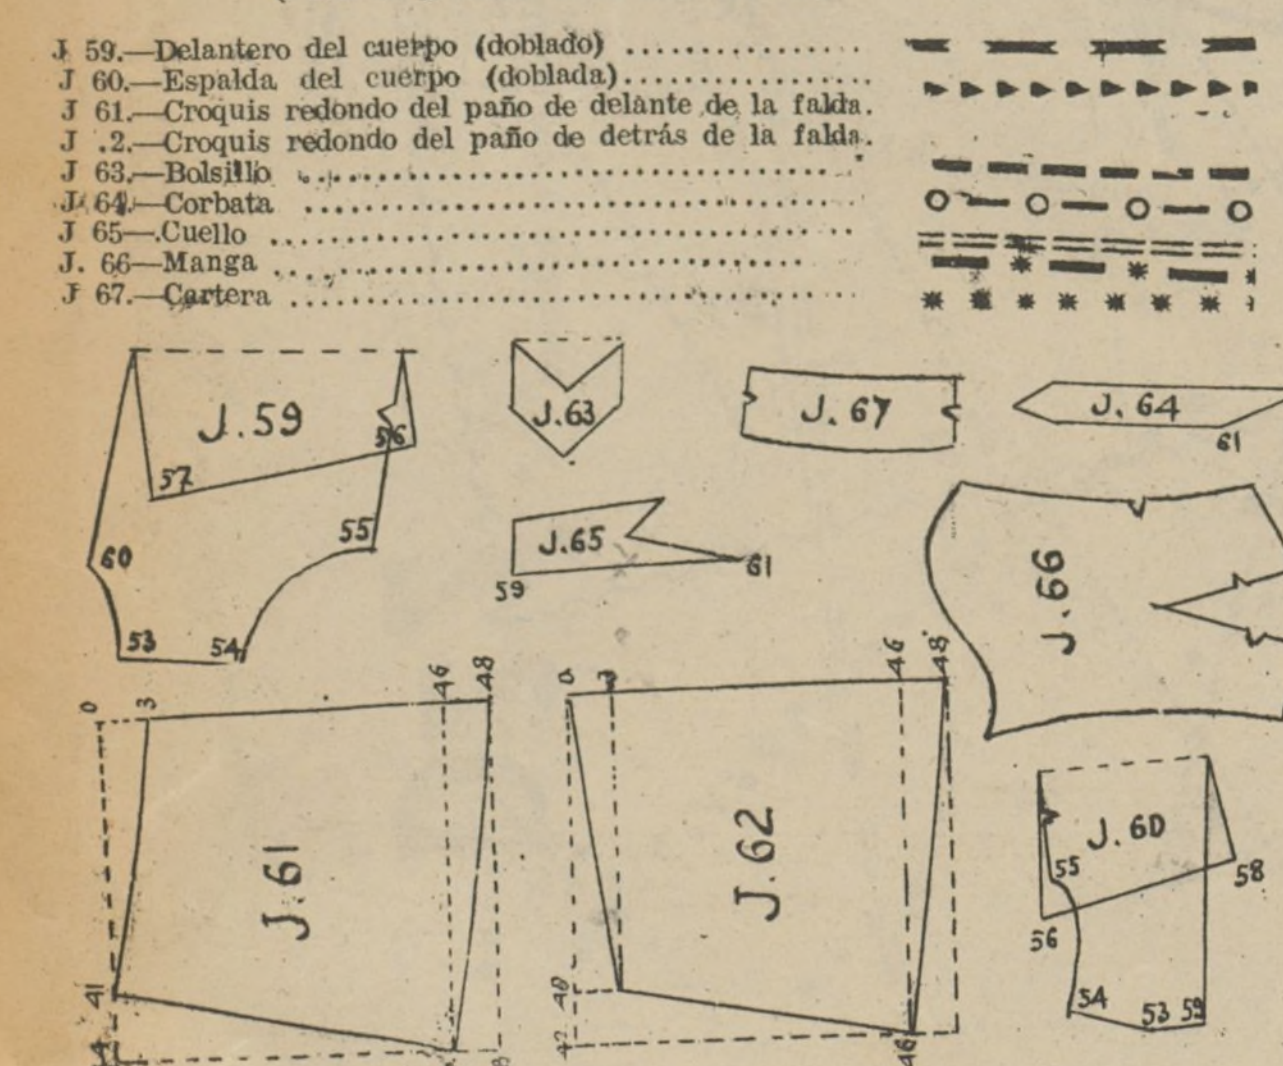 J 59.—Delantero del cuerpo (doblado) ................
J 60.—Espalda del cuerpo (doblada)................
J 61.—Croquis redondo del paño de delante de la falda.
J .2.—Croquis redondo del paño de detrás de la falda.
J 63.—Bolsillo
J 64.—Corbata
J 65—.Cuello
J. 66—Manga
J 67.—Cartera
J.59
56
57
55
60
53
54
J.63
J. 67
J. 64
61
J.65
59
61
J.66
0
3
46
48
J.61
41
0
3
46
48
J.62
40
42
46
J.60
55
58
56
54
53
59